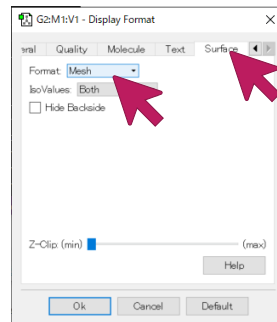 G2:M1:V1 - Display Format
eral Quality Molecule Text Surface
Format: Mesh
IsoValues: Both
Hide Backside
Z-Clip: (min) (max)
Help
Ok Cancel Default